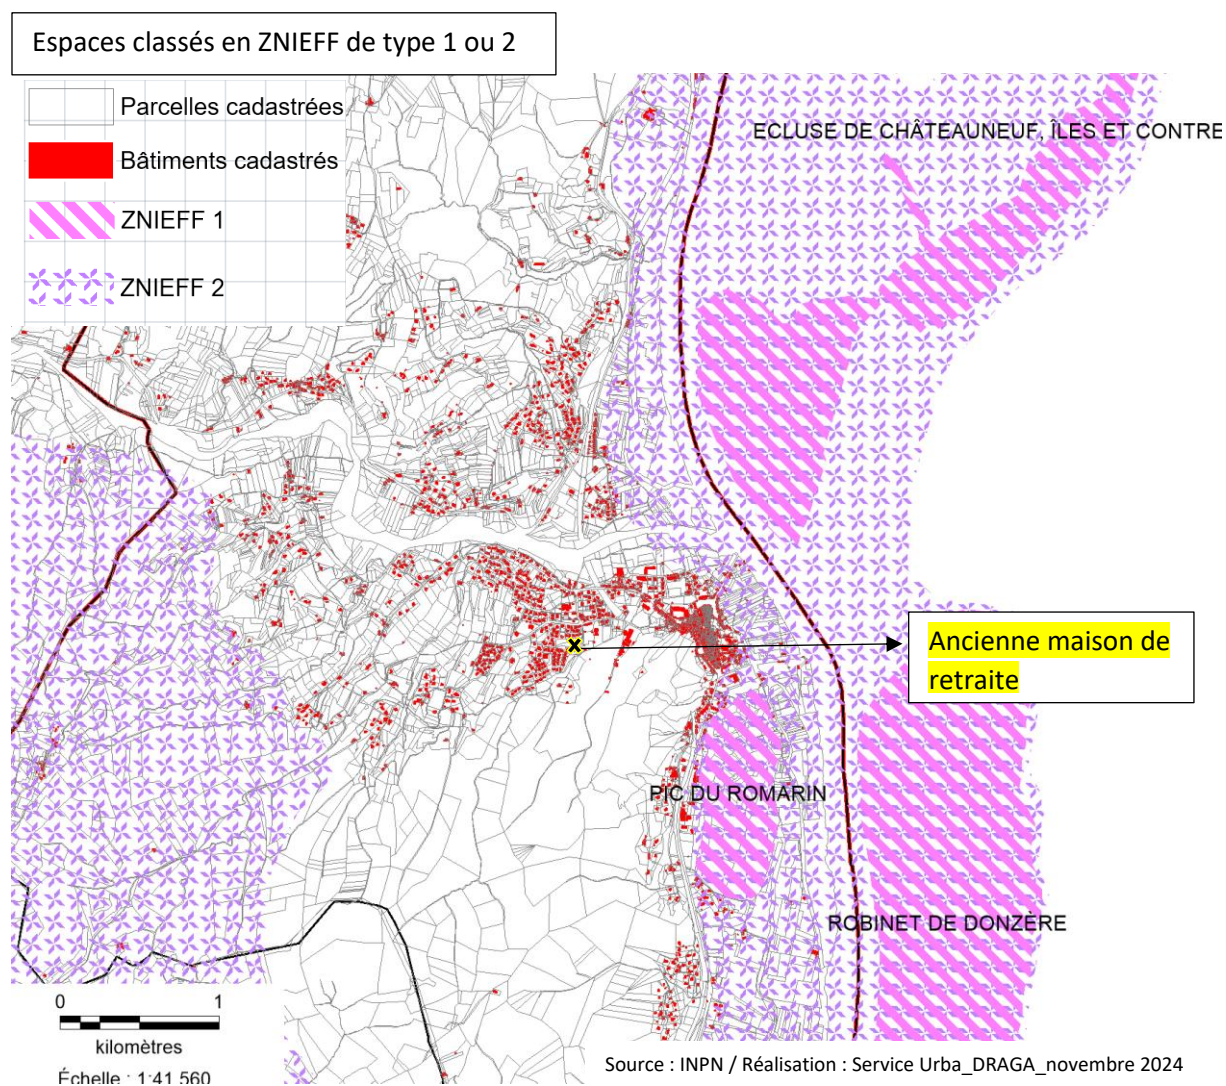 Espaces classés en ZNIEFF de type 1 ou 2
Parcelles cadastrées
Bâtiments cadastrés
ZNIEFF 1
ZNIEFF 2
ECLUSE DE CHÂTEAUNEUF, ÎLES ET CONTRE
x
Ancienne maison de
retraite
PIC DU ROMARIN
ROBINET DE DONZÈRE
0 1
kilomètres
Échelle : 1:41 560
Source : INPN / Réalisation : Service Urba_DRAGA_novembre 2024